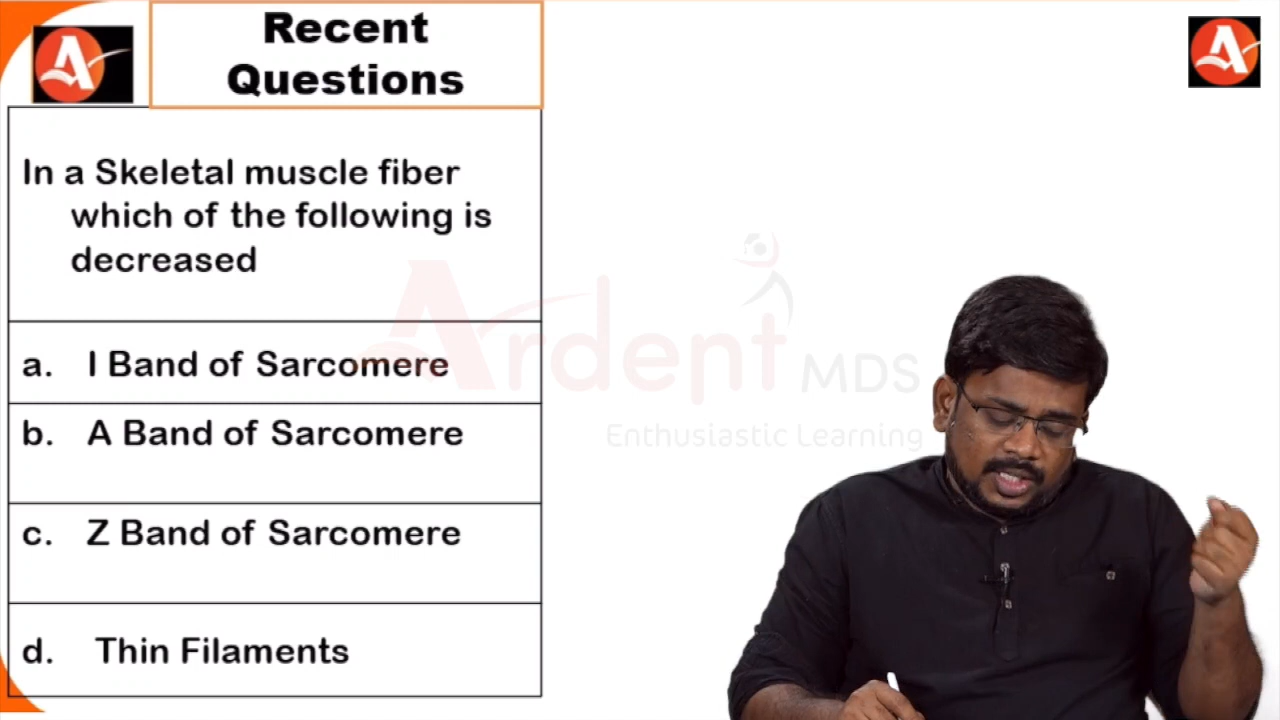 Recent
Questions
In a Skeletal muscle fiber
which of the following is
decreased
a. I Band of Sarcomere
b. A Band of Sarcomere
c. Z Band of Sarcomere
d. Thin Filaments
Ardent MDS
Enthusiastic Learning